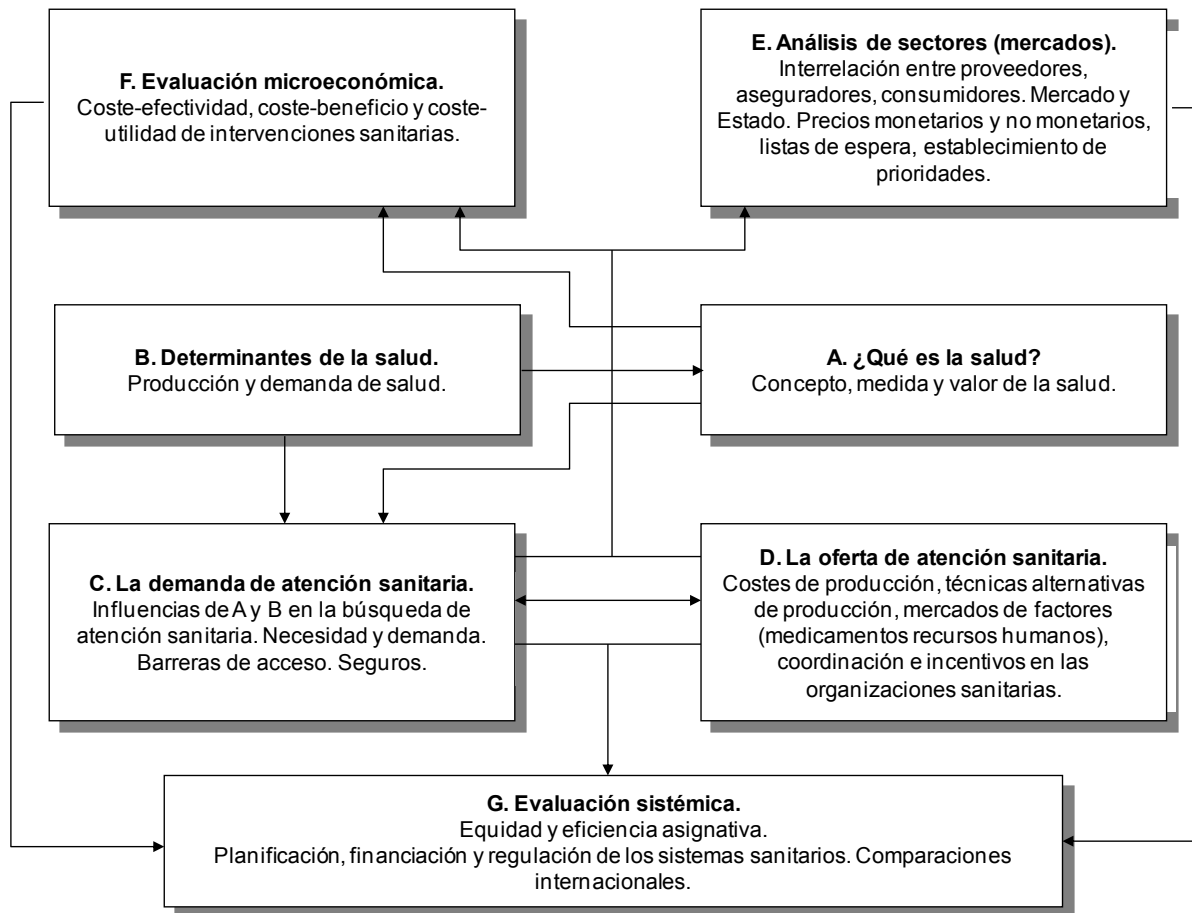 F. Evaluación microeconómica.
Coste-efectividad, coste-beneficio y coste-
utilidad de intervenciones sanitarias.
E. Análisis de sectores (mercados).
Interrelación entre proveedores,
aseguradores, consumidores. Mercado y
Estado. Precios monetarios y no monetarios,
listas de espera, establecimiento de
prioridades.
B. Determinantes de la salud.
Producción y demanda de salud.
A. ¿Qué es la salud?
Concepto, medida y valor de la salud.
C. La demanda de atención sanitaria.
Influencias de A y B en la búsqueda de
atención sanitaria. Necesidad y demanda.
Barreras de acceso. Seguros.
D. La oferta de atención sanitaria.
Costes de producción, técnicas alternativas
de producción, mercados de factores
(medicamentos recursos humanos),
coordinación e incentivos en las
organizaciones sanitarias.
G. Evaluación sistémica.
Equidad y eficiencia asignativa.
Planificación, financiación y regulación de los sistemas sanitarios. Comparaciones
internacionales.